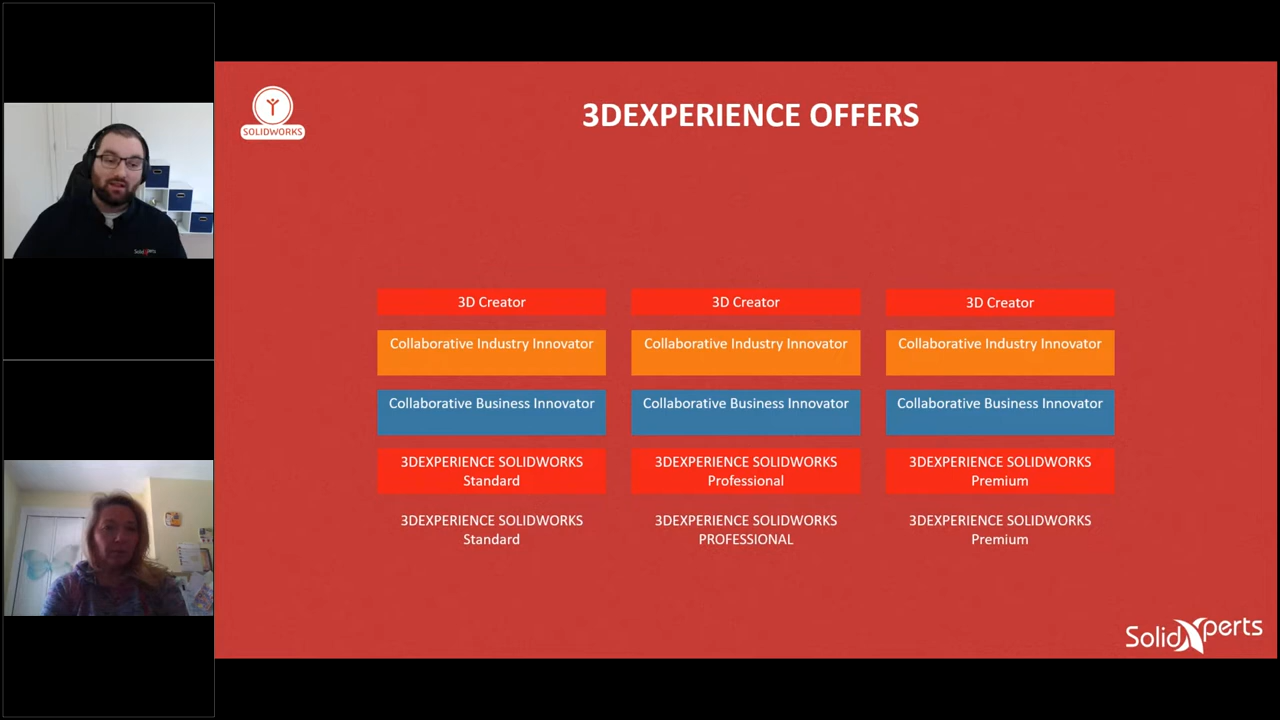 SOLIDWORKS
3DEXPERIENCE OFFERS
3D Creator
Collaborative Industry Innovator
Collaborative Business Innovator
3DEXPERIENCE SOLIDWORKS
Standard
3DEXPERIENCE SOLIDWORKS
Standard
3D Creator
Collaborative Industry Innovator
Collaborative Business Innovator
3DEXPERIENCE SOLIDWORKS
Professional
3DEXPERIENCE SOLIDWORKS
PROFESSIONAL
3D Creator
Collaborative Industry Innovator
Collaborative Business Innovator
3DEXPERIENCE SOLIDWORKS
Premium
3DEXPERIENCE SOLIDWORKS
Premium
SolidXperts
SolidXperts